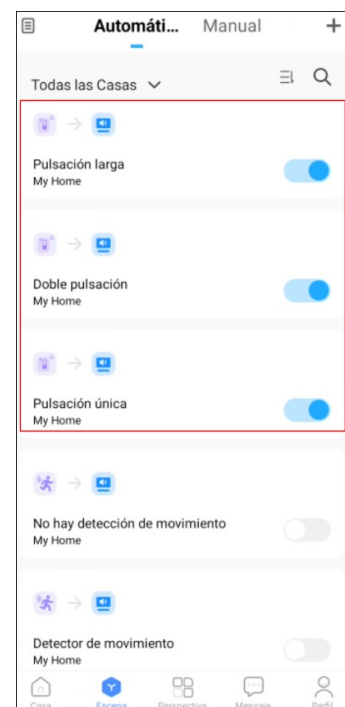 Automáti... Manual
Todas las Casas
Pulsación larga
My Home
Doble pulsación
My Home
Pulsación única
My Home
No hay detección de movimiento
My Home
Detector de movimiento
My Home
Casa Escena Perspectiva Mensaje Perfil